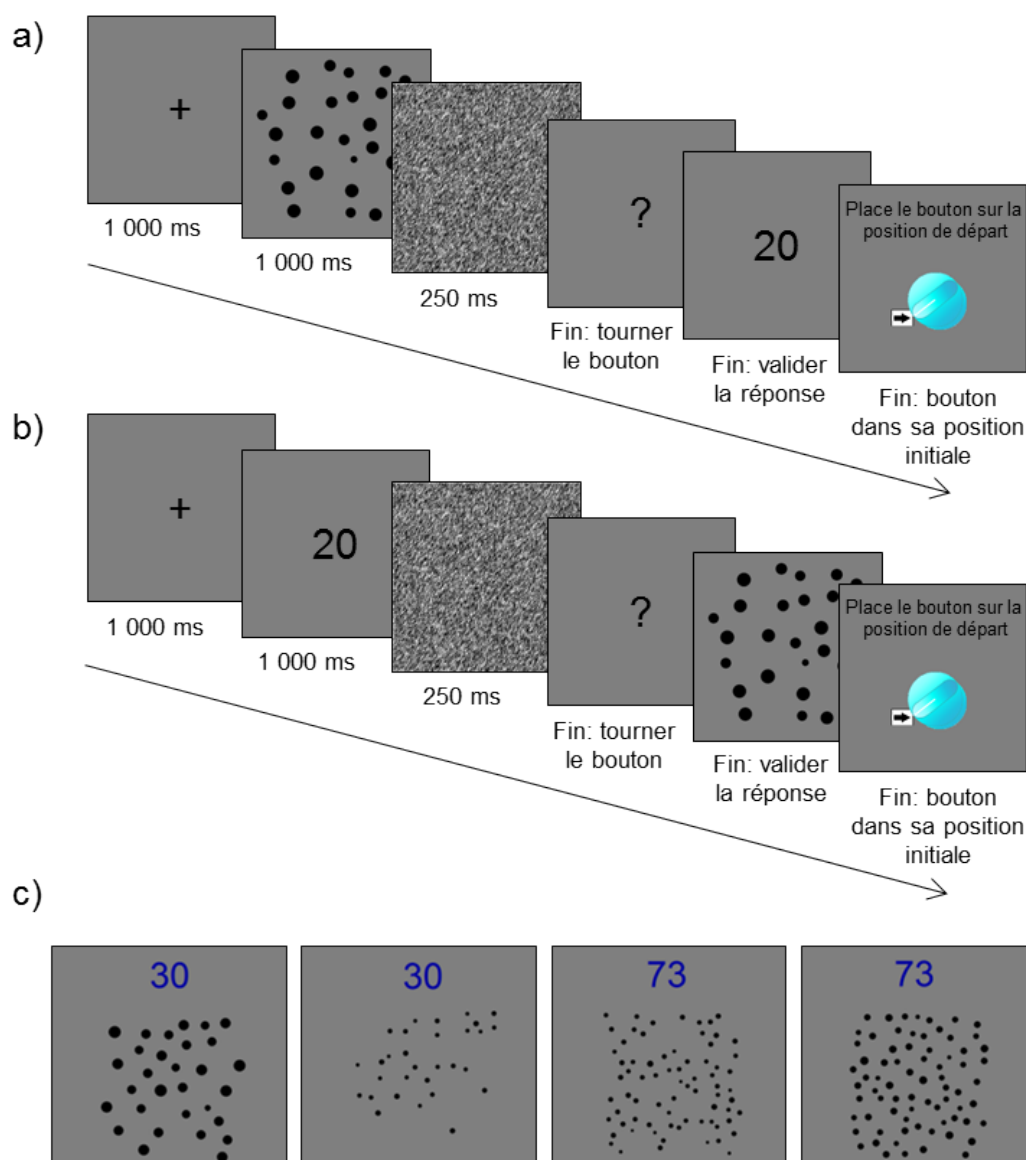 a)
+
1 000 ms
1 000 ms
250 ms
?
Fin: tourner
le bouton
20
Fin: valider
la réponse
Place le bouton sur la
position de départ
Fin: bouton
dans sa position
initiale
b)
+
1 000 ms
20
1 000 ms
250 ms
?
Fin: tourner
le bouton
Fin: valider
la réponse
Place le bouton sur la
position de départ
Fin: bouton
dans sa position
initiale
c)
30
30
73
73